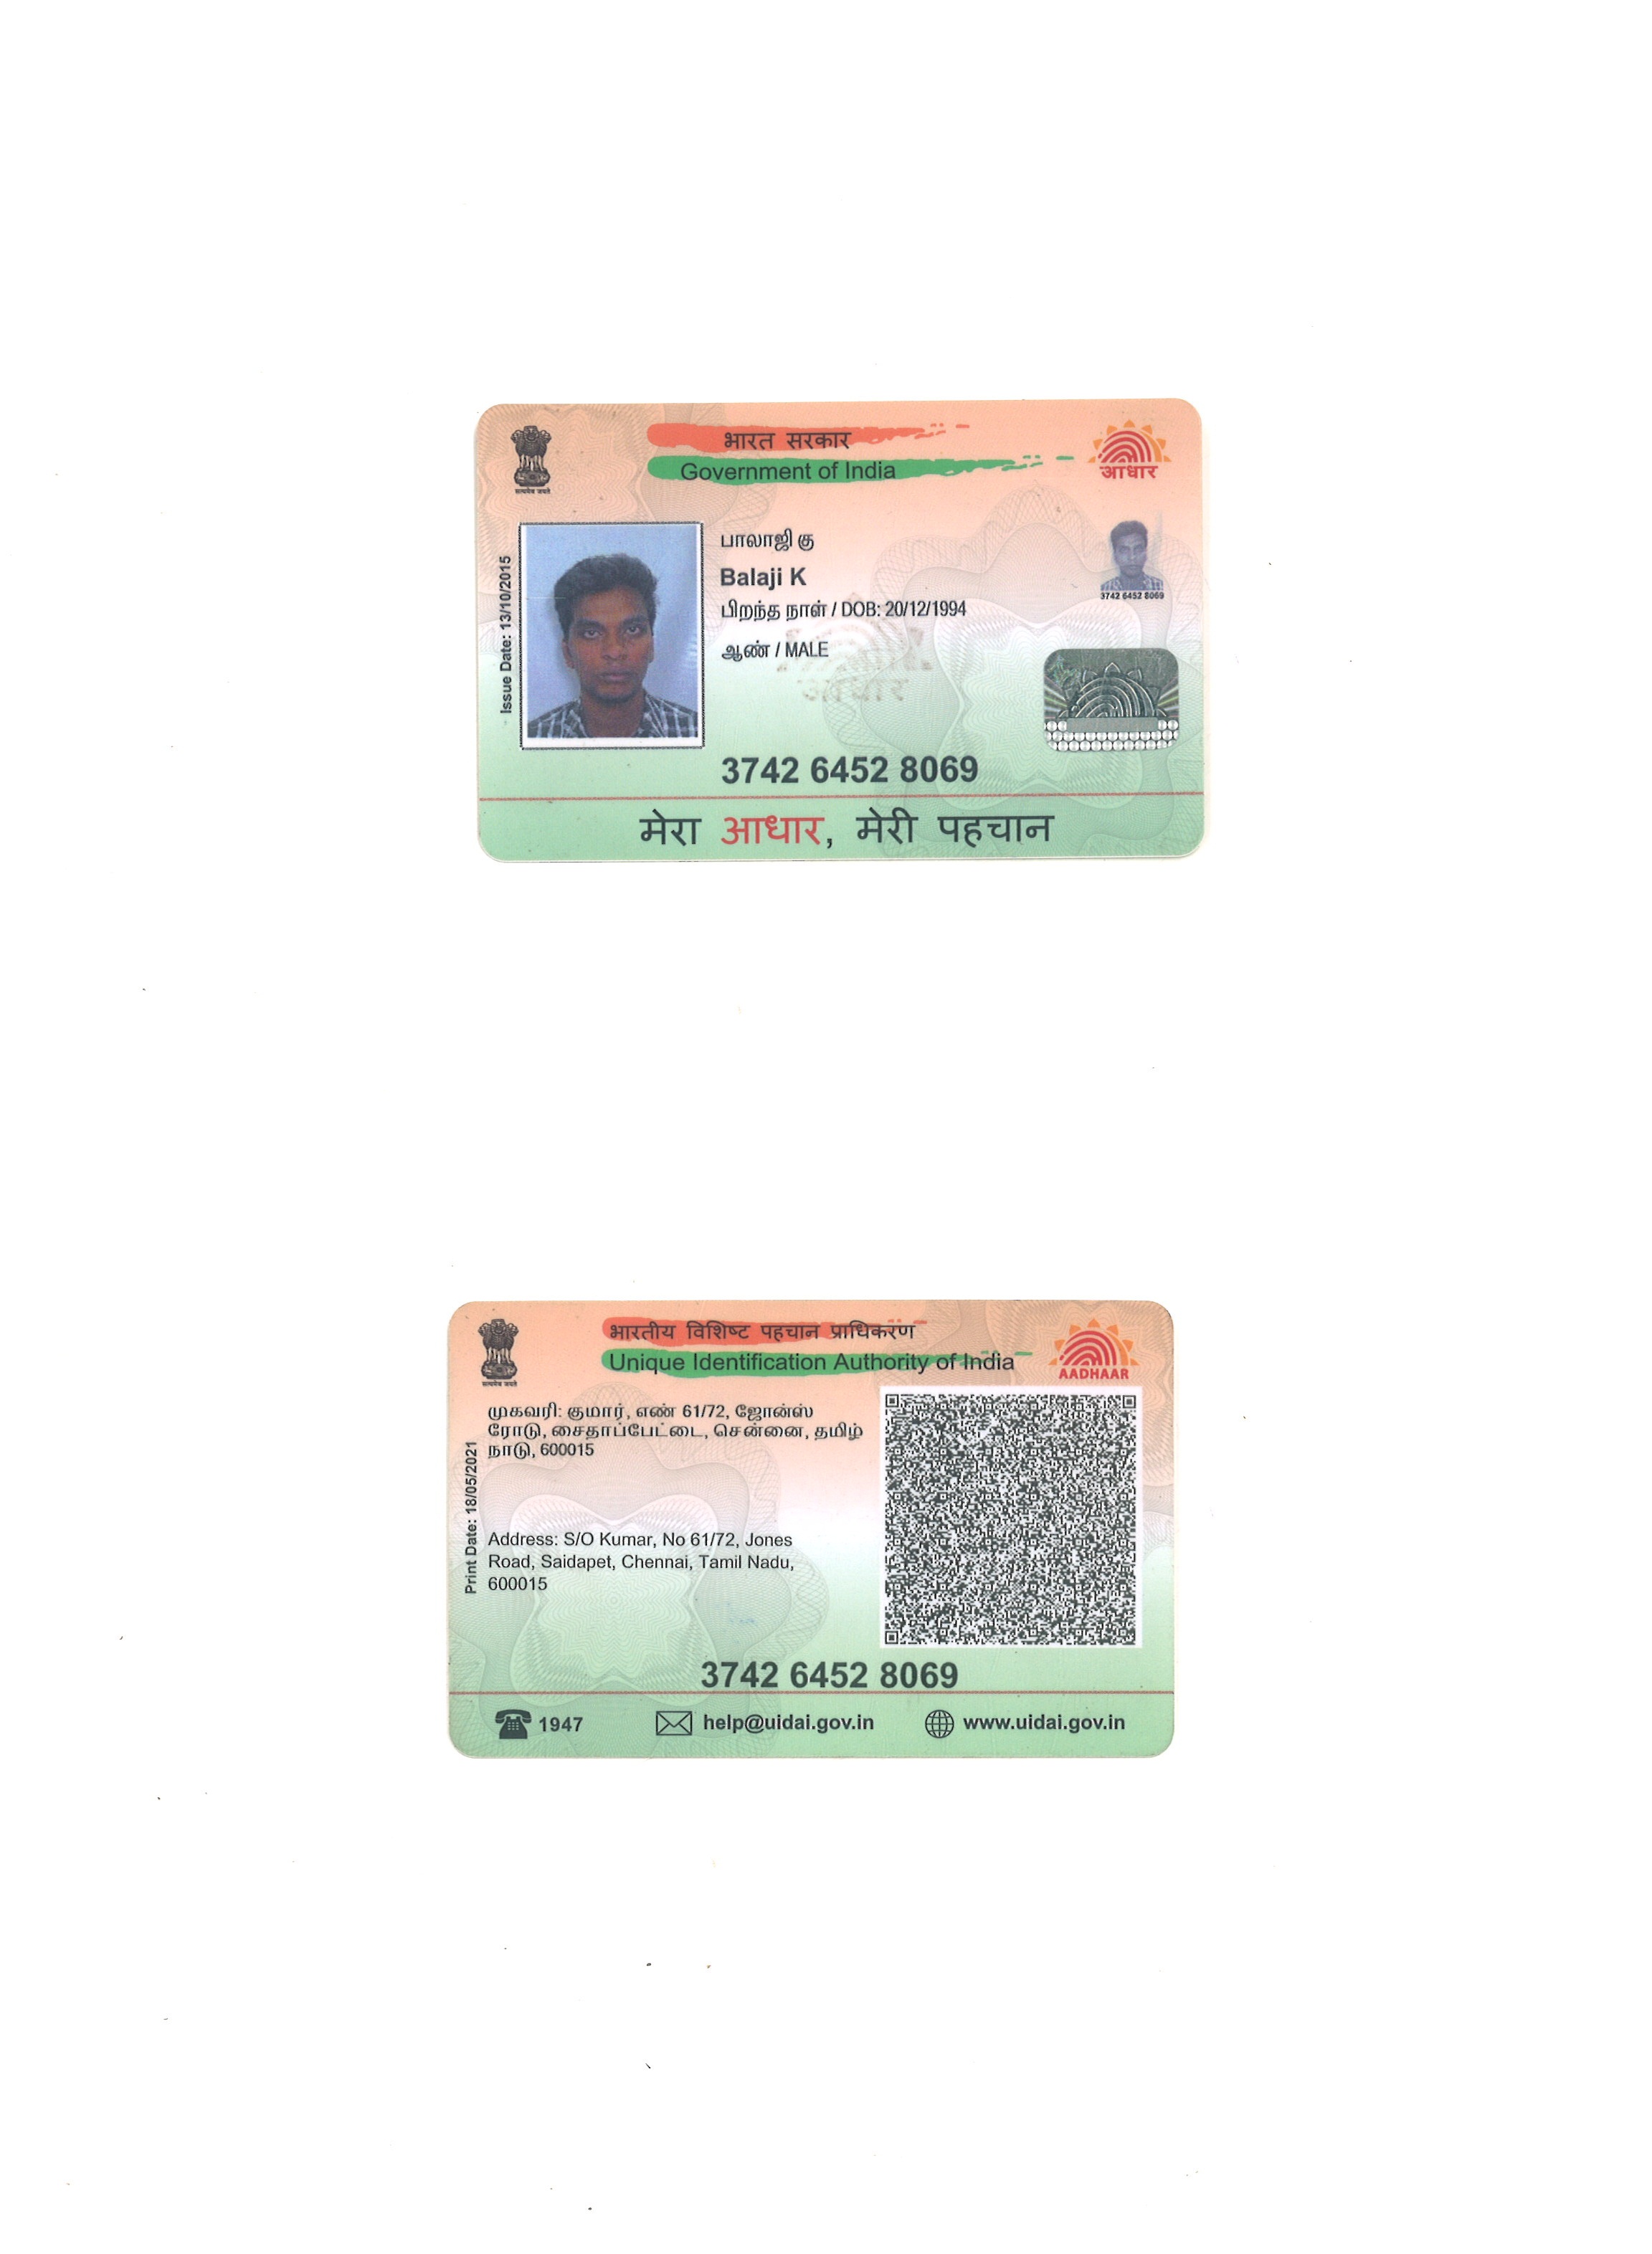 भारत सरकार
Government of India
सत्यमेव जयते
आधार
Issue Date: 13/10/2015
பாலாஜி கு
Balaji K
பிறந்த நாள் / DOB: 20/12/1994
ஆண் / MALE
3742 6452 8069
3742 6452 8069
मेरा आधार, मेरी पहचान
भारतीय विशिष्ट पहचान प्राधिकरण
Unique Identification Authority of India
सत्यमेव जयते
AADHAAR
Print Date: 18/05/2021
முகவரி: குமார், எண் 61/72, ஜோன்ஸ்
ரோடு, சைதாப்பேட்டை, சென்னை, தமிழ்
நாடு, 600015
Address: S/O Kumar, No 61/72, Jones
Road, Saidapet, Chennai, Tamil Nadu,
600015
3742 6452 8069
1947
help@uidai.gov.in
www.uidai.gov.in